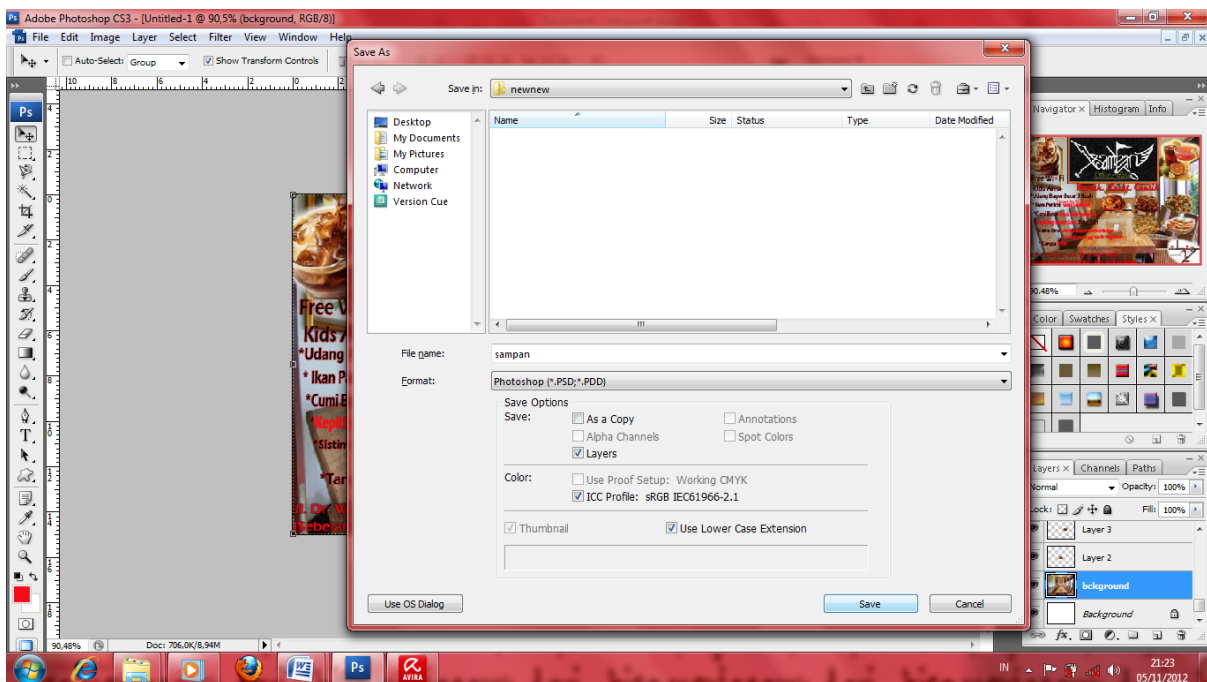 Adobe Photoshop CS3 - [Untitled-1 @ 90,5% (bckground, RGB/8)]
File Edit Image Layer Select Filter View Window Help
Auto-Select: Group Show Transform Controls
Save As
Save in: newnew
Desktop
My Documents
My Pictures
Computer
Network
Version Cue
Name Size Status Type Date Modified
File name: sampan
Format: Photoshop (*.PSD;*.PDD)
Save Options
Save: As a Copy Annotations
Alpha Channels Spot Colors
Layers
Color: Use Proof Setup: Working CMYK
ICC Profile: sRGB IEC61966-2.1
Thumbnail Use Lower Case Extension
Use OS Dialog Save Cancel
Free
Kids
*Udang
* Ikan
*Cumi
Navigator Histogram Info
90.48%
Color Swatches Styles
Layers Channels Paths
Normal Opacity: 100%
Lock: Fill: 100%
Layer 3
Layer 2
bckground
Background
90,48% Doc: 706,0K/8,94M
Ps
AVIRA
IN
21:23
05/11/2012